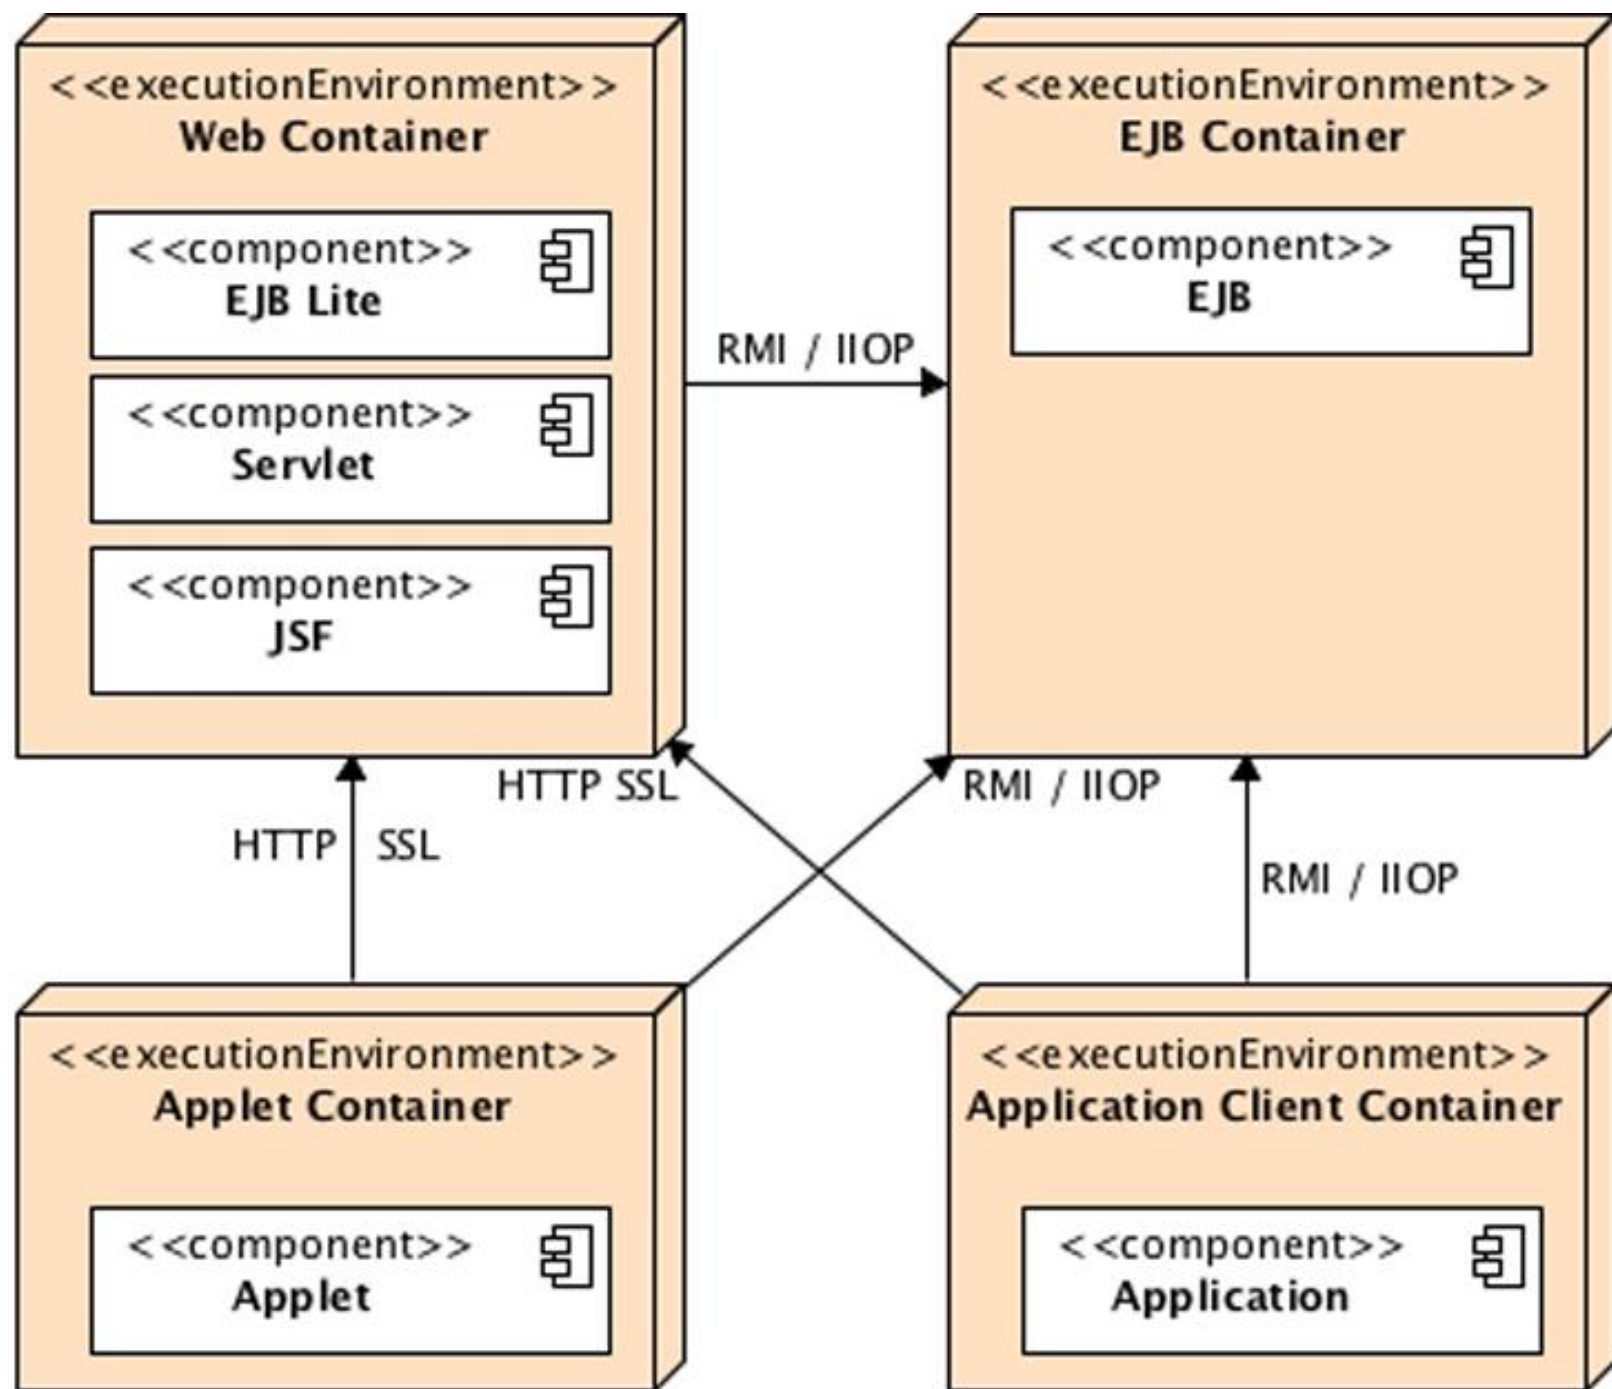 <<executionEnvironment>>
Web Container
<<component>>
EJB Lite
<<component>>
Servlet
<<component>>
JSF
RMI / IIOP
<<executionEnvironment>>
EJB Container
<<component>>
EJB
HTTP SSL
HTTP SSL
RMI / IIOP
RMI / IIOP
<<executionEnvironment>>
Applet Container
<<component>>
Applet
<<executionEnvironment>>
Application Client Container
<<component>>
Application